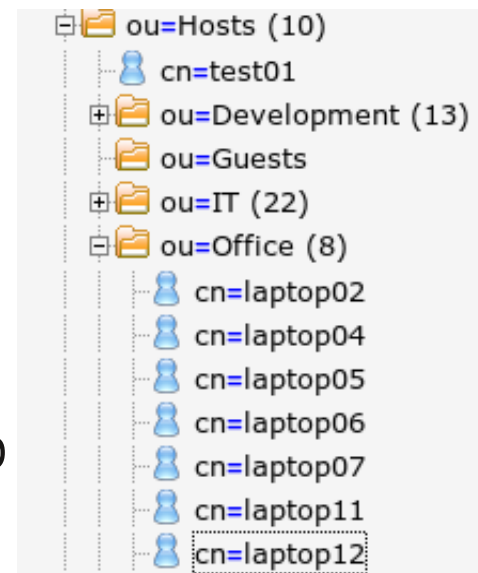 ou=Hosts (10)
cn=test01
ou=Development (13)
ou=Guests
ou=IT (22)
ou=Office (8)
cn=laptop02
cn=laptop04
cn=laptop05
cn=laptop06
cn=laptop07
)
cn=laptop11
cn=laptop12